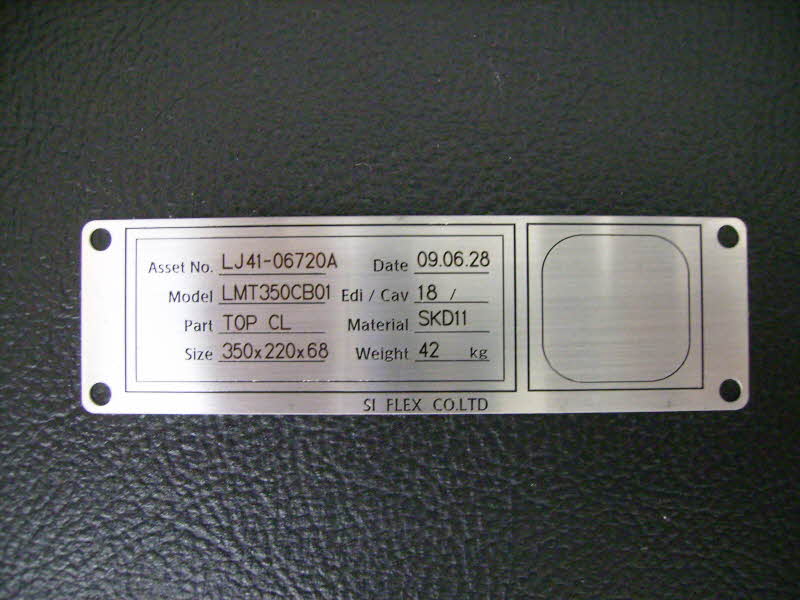 Asset No. LJ41-06720A Date 09.06.28
Model LMT350CB01 Edi / Cav 18 /
Part TOP CL Material SKD11
Size 350x220x68 Weight 42 kg
SI FLEX CO.LTD